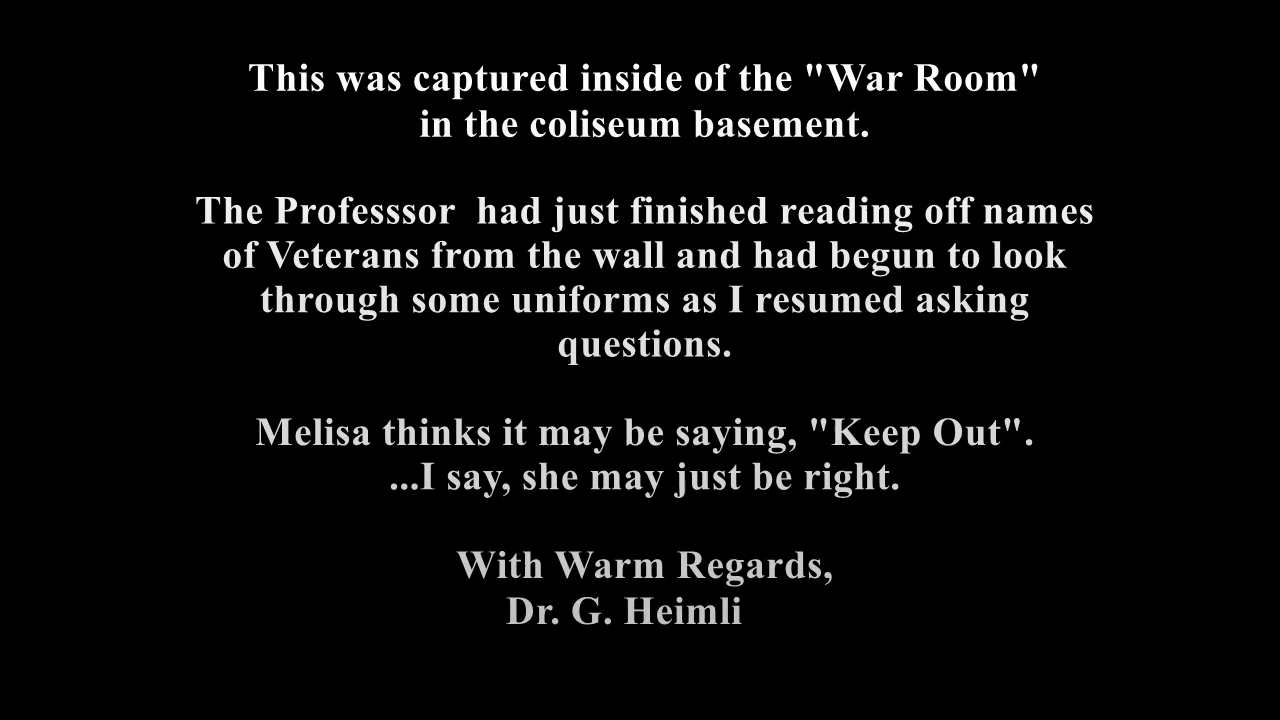 This was captured inside of the "War Room"
in the coliseum basement.
The Professsor  had just finished reading off names
of Veterans from the wall and had begun to look
through some uniforms as I resumed asking
questions.
Melisa thinks it may be saying, "Keep Out".
...I say, she may just be right.
With Warm Regards,
Dr. G. Heimli